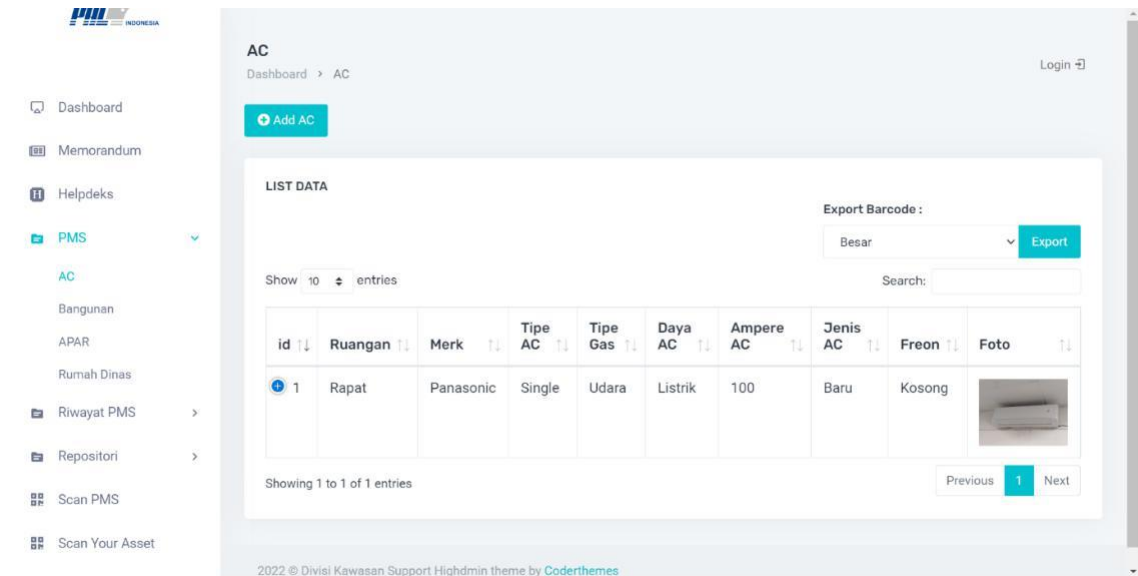 INDONESIA
Dashboard
Memorandum
Helpdeks
PMS
AC
Bangunan
APAR
Rumah Dinas
Riwayat PMS
Repositori
Scan PMS
Scan Your Asset
AC
Dashboard > AC
Login
Add AC
LIST DATA
Export Barcode :
Besar
Export
Show 10 entries
Search:
id Ruangan Merk Tipe AC Tipe Gas Daya AC Ampere AC Jenis AC Freon Foto
1 Rapat Panasonic Single Udara Listrik 100 Baru Kosong
Showing 1 to 1 of 1 entries
Previous 1 Next
2022 © Divisi Kawasan Support Highdmin theme by Coderthemes